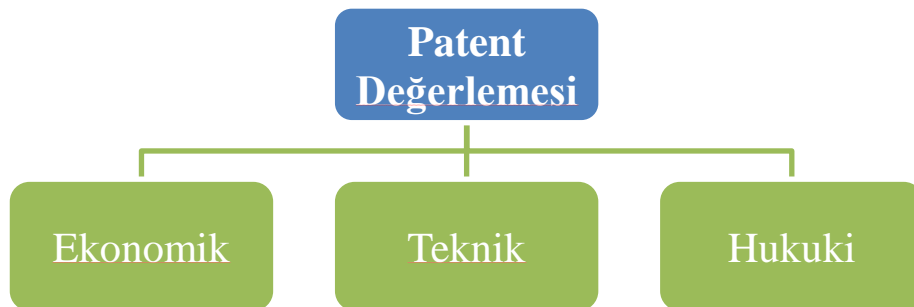 Patent
Değerlemesi
Ekonomik
Teknik
Hukuki